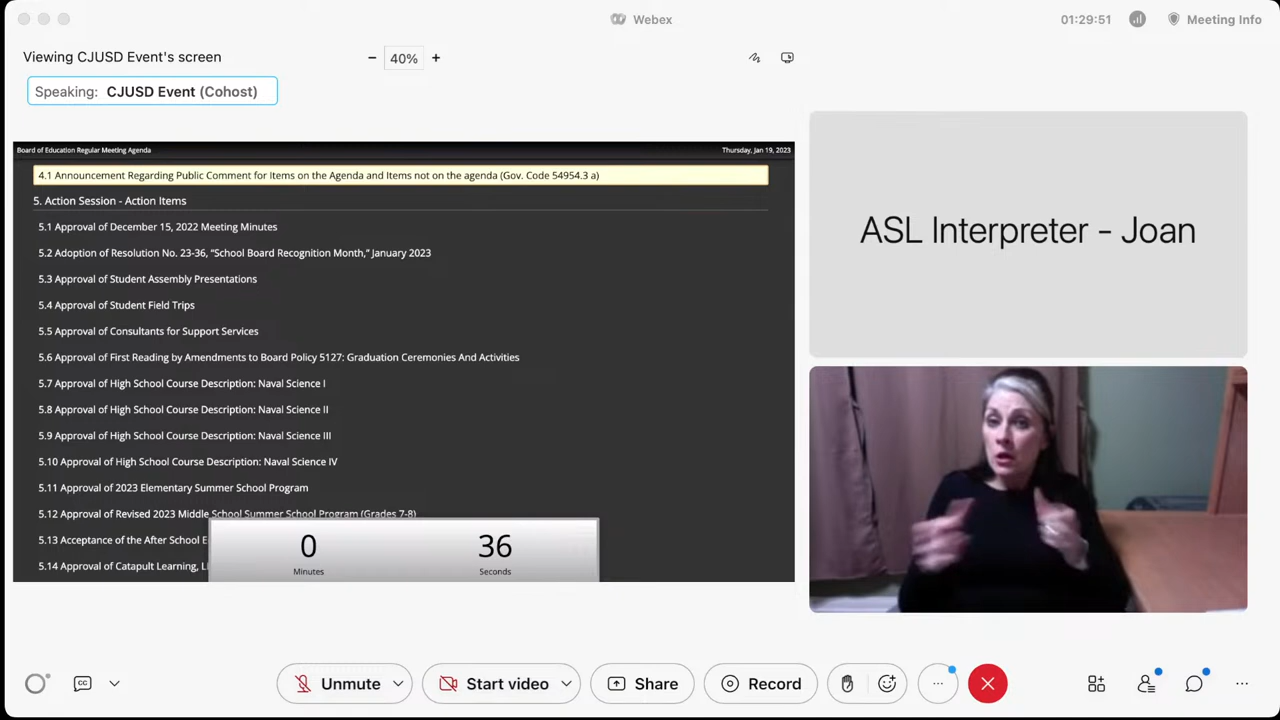 Webex
01:29:51
Meeting Info
Viewing CJUSD Event's screen
− 40% +
Speaking: CJUSD Event (Cohost)
Board of Education Regular Meeting Agenda
Thursday, Jan 19, 2023
4.1 Announcement Regarding Public Comment for Items on the Agenda and Items not on the agenda (Gov. Code 54954.3 a)
5. Action Session - Action Items
5.1 Approval of December 15, 2022 Meeting Minutes
5.2 Adoption of Resolution No. 23-36, “School Board Recognition Month,” January 2023
5.3 Approval of Student Assembly Presentations
5.4 Approval of Student Field Trips
5.5 Approval of Consultants for Support Services
5.6 Approval of First Reading by Amendments to Board Policy 5127: Graduation Ceremonies And Activities
5.7 Approval of High School Course Description: Naval Science I
5.8 Approval of High School Course Description: Naval Science II
5.9 Approval of High School Course Description: Naval Science III
5.10 Approval of High School Course Description: Naval Science IV
5.11 Approval of 2023 Elementary Summer School Program
5.12 Approval of Revised 2023 Middle School Summer School Program (Grades 7-8)
5.13 Acceptance of the After School E
5.14 Approval of Catapult Learning, L
0 36
Minutes Seconds
ASL Interpreter - Joan
CC
Unmute
Start video
Share
Record